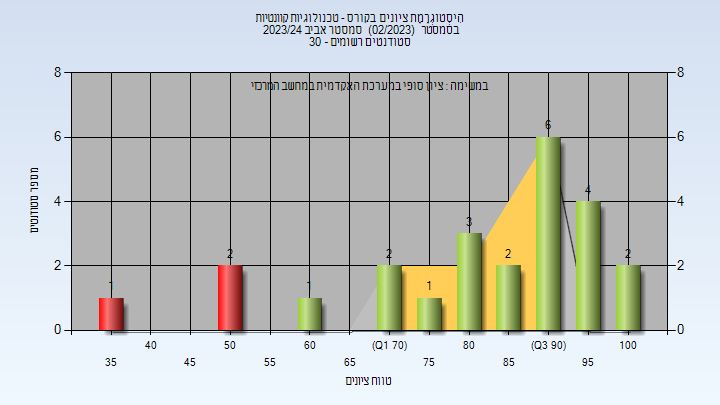 היסטוגרמת ציונים בקורס - טכנולוגיות קוונטיות
בסמסטר (02/2023) סמסטר אביב 2023/24
סטודנטים רשומים - 30
במשימה : ציון סופי במערכת האקדמית במחשב המרכזי
8 8
6 6
4 4
2 2
0 0
מספר סטודנטים
1 2 1 2 1 3 2 6 4 2
40 50 60 (Q1 70) 80 (Q3 90) 100
35 45 55 65 75 85 95
טווח ציונים